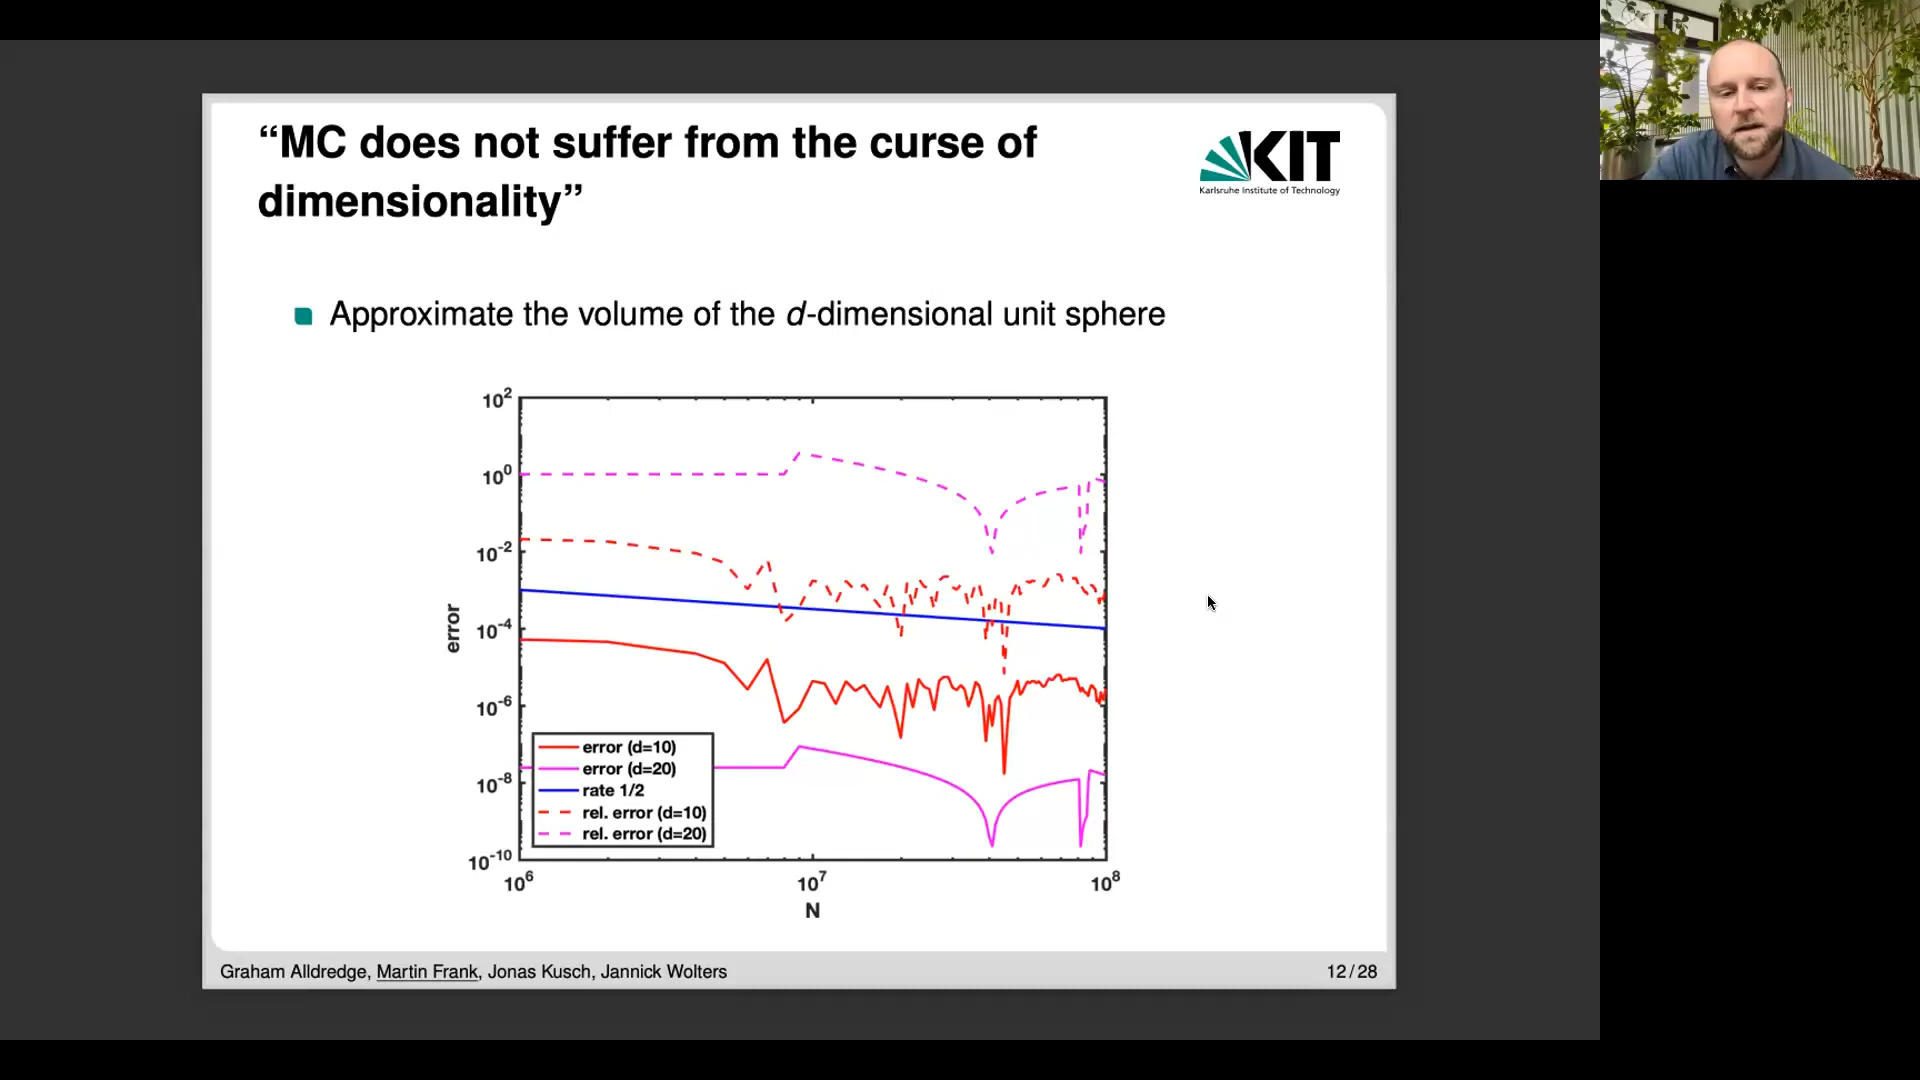 “MC does not suffer from the curse of
dimensionality”
KIT
Karlsruhe Institute of Technology
Approximate the volume of the d-dimensional unit sphere
10²
10⁰
10⁻²
10⁻⁴
10⁻⁶
10⁻⁸
10⁻¹⁰
error
error (d=10)
error (d=20)
rate 1/2
rel. error (d=10)
rel. error (d=20)
10⁶
10⁷
10⁸
N
Graham Alldredge, Martin Frank, Jonas Kusch, Jannick Wolters
12/28